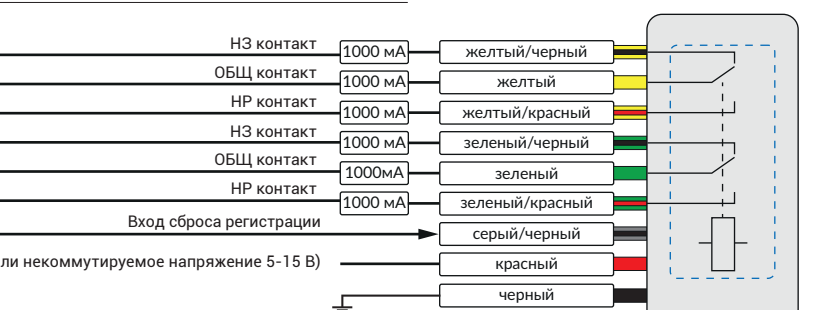 НЗ контакт 1000 мА желтый/черный
ОБЩ контакт 1000 мА желтый
НР контакт 1000 мА желтый/красный
НЗ контакт 1000 мА зеленый/черный
ОБЩ контакт 1000мА зеленый
НР контакт 1000 мА зеленый/красный
Вход сброса регистрации серый/черный
ли некоммутируемое напряжение 5-15 В) красный
черный